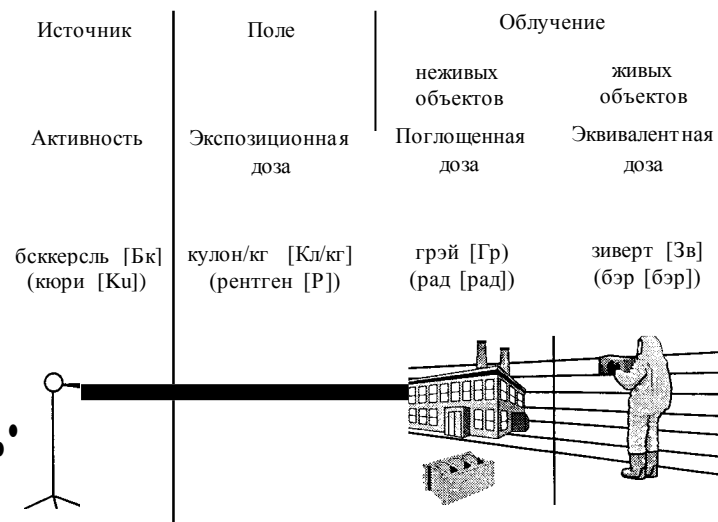 Источник
Поле
Облучение
неживых
объектов
живых
объектов
Активность
Экспозиционная
доза
Поглощенная
доза
Эквивалентная
доза
бсккерсль [Бк]
(кюри [Ku])
кулон/кг [Кл/кг]
(рентген [Р])
грэй [Гр)
(рад [рад])
зиверт [Зв]
(бэр [бэр])